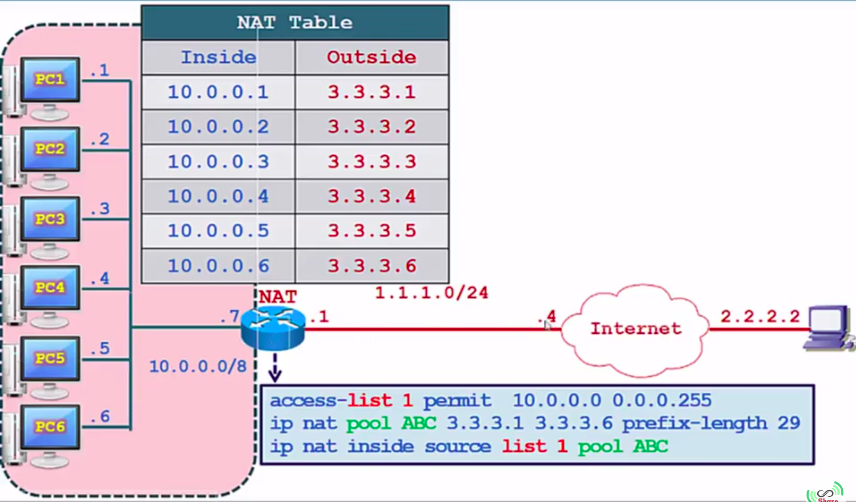 NAT Table
Inside Outside
10.0.0.1 3.3.3.1
10.0.0.2 3.3.3.2
10.0.0.3 3.3.3.3
10.0.0.4 3.3.3.4
10.0.0.5 3.3.3.5
10.0.0.6 3.3.3.6
PC1 .1
PC2 .2
PC3 .3
PC4 .4
PC5 .5
PC6 .6
10.0.0.0/8
.7 NAT .1
1.1.1.0/24
.4 Internet 2.2.2.2
access-list 1 permit 10.0.0.0 0.0.0.255
ip nat pool ABC 3.3.3.1 3.3.3.6 prefix-length 29
ip nat inside source list 1 pool ABC
Share